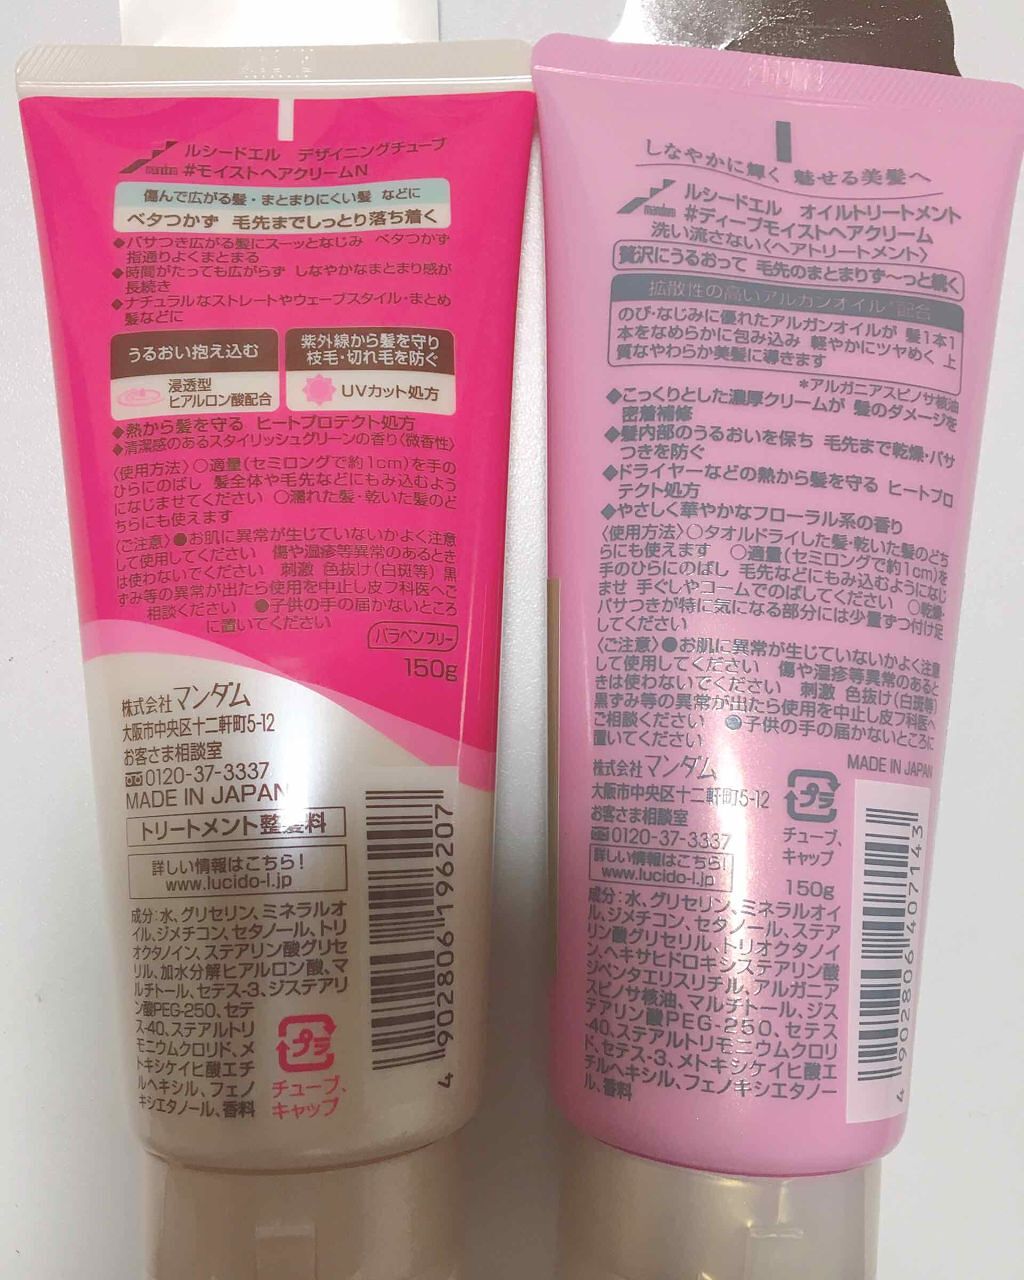 mandom
ルシードエル デザイニングチューブ
#モイストヘアクリームN
傷んで広がる髪・まとまりにくい髪 などに
ベタつかず 毛先までしっとり落ち着く
◆パサつき広がる髪にスーッとなじみ ベタつかず
指通りよくまとまる
◆時間がたっても広がらず しなやかなまとまり感が
長続き
◆ナチュラルなストレートやウェーブスタイル・まとめ
髪などに
うるおい抱え込む
浸透型
ヒアルロン酸配合
紫外線から髪を守り
枝毛・切れ毛を防ぐ
UVカット処方
◆熱から髪を守る ヒートプロテクト処方
◆清潔感のあるスタイリッシュグリーンの香り〈微香性〉
〈使用方法〉○適量(セミロングで約1cm)を手の
ひらにのばし 髪全体や毛先などにもみ込むよう
になじませてください ○濡れた髪・乾いた髪のど
ちらにも使えます
〈ご注意〉●お肌に異常が生じていないかよく注意
して使用してください 傷や湿疹等異常のあるとき
は使わないでください 刺激 色抜け(白斑等) 黒
ずみ等の異常が出たら使用を中止し皮フ科医へご
相談ください ●子供の手の届かないところ
に置いてください
パラベンフリー
150g
株式会社マンダム
大阪市中央区十二軒町5-12
お客さま相談室
0120-37-3337
MADE IN JAPAN
トリートメント整髪料
詳しい情報はこちら!
www.lucido-l.jp
成分:水、グリセリン、ミネラルオ
イル、ジメチコン、セタノール、トリ
オクタノイン、ステアリン酸グリセ
リル、加水分解ヒアルロン酸、マ
ルチトール、セテス-3、ジステアリ
ン酸PEG-250、セテ
ス-40、ステアルトリ
モニウムクロリド、メ
トキシケイヒ酸エチ
ルヘキシル、フェノ
キシエタノール、香料
プラ
チューブ、
キャップ
4 902806 196207
しなやかに輝く 魅せる美髪へ
mandom
ルシードエル オイルトリートメント
#ディープモイストヘアクリーム
洗い流さない〈ヘアトリートメント〉
贅沢にうるおって 毛先のまとまりず〜っと続く
拡散性の高いアルガンオイル*配合
のび・なじみに優れたアルガンオイルが 髪1本1
本をなめらかに包み込み 軽やかにツヤめく 上
質なやわらか美髪に導きます
*アルガニアスピノサ核油
◆こっくりとした濃厚クリームが 髪のダメージを
密着補修
◆髪内部のうるおいを保ち 毛先まで乾燥・パサ
つきを防ぐ
◆ドライヤーなどの熱から髪を守る ヒートプロ
テクト処方
◆やさしく華やかなフローラル系の香り
〈使用方法〉○タオルドライした髪・乾いた髪のどち
らにも使えます ○適量(セミロングで約1cm)を
手のひらにのばし 毛先などにもみ込むようになじ
ませ 手ぐしやコームでのばしてください ○乾燥・
パサつきが特に気になる部分には少量ずつ付け足
してください
〈ご注意〉●お肌に異常が生じていないかよく注意
して使用してください 傷や湿疹等異常のあると
きは使わないでください 刺激 色抜け(白斑等)
黒ずみ等の異常が出たら使用を中止し皮フ科医へ
ご相談ください ●子供の手の届かないところに
置いてください
株式会社マンダム
大阪市中央区十二軒町5-12
お客さま相談室
0120-37-3337
詳しい情報はこちら!
www.lucido-l.jp
MADE IN JAPAN
プラ
チューブ、
キャップ
150g
成分:水、グリセリン、ミネラルオイ
ル、ジメチコン、セタノール、ステア
リン酸グリセリル、トリオクタノイ
ン、ヘキサヒドロキシステアリン酸
ジペンタエリスリチル、アルガニア
スピノサ核油、マルチトール、ジス
テアリン酸PEG-250、セテス
-40、ステアルトリモニウムクロリ
ド、セテス-3、メトキシケイヒ酸エ
チルヘキシル、フェノキシエタノー
ル、香料
4 902806 407143